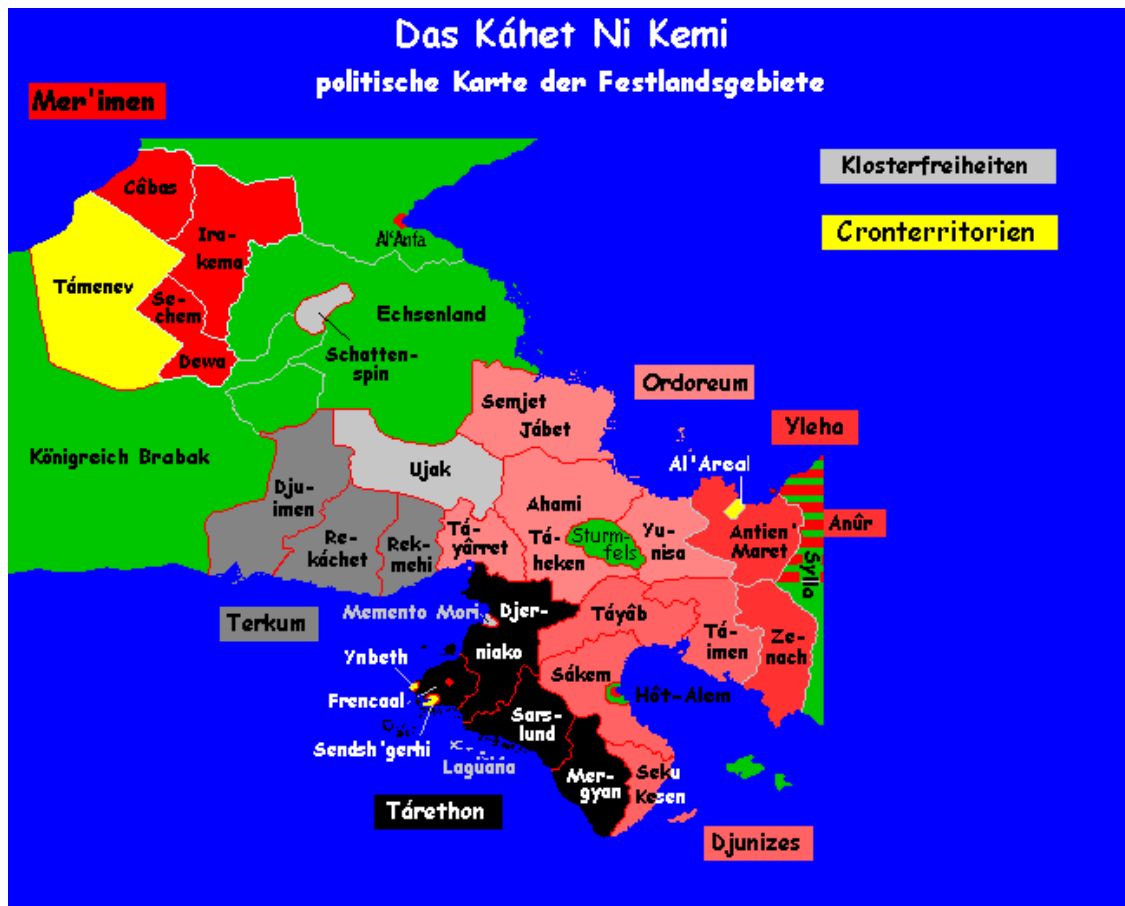 Das Káhet Ni Kemi
politische Karte der Festlandsgebiete
Mer'imen
Klosterfreiheiten
Cronterritorien
Câbas
Ira-
kema
Al'Anfa
Támenev
Se-
chem
Dewa
Echsenland
Schatten-
spin
Ordoreum
Semjet
Jábet
Yleha
Königreich Brabak
Ujak
Al'Areal
Dju-
imen
Ahami
Anûr
Re-
káchet
Rek-
mehi
Tá-
yârret
Tá-
heken
Sturm-
fels
Yu-
nisa
Antien'
Maret
Sylla
Terkum
Memento Mori
Djer-
niako
Táyâb
Tá-
imen
Ze-
nach
Ynbeth
Frencaal
Sendsh'gerhi
Sákem
Hôt-Alem
Sars-
lund
Lagüáña
Mer-
gyan
Seku
Kesen
Tárethon
Djunizes